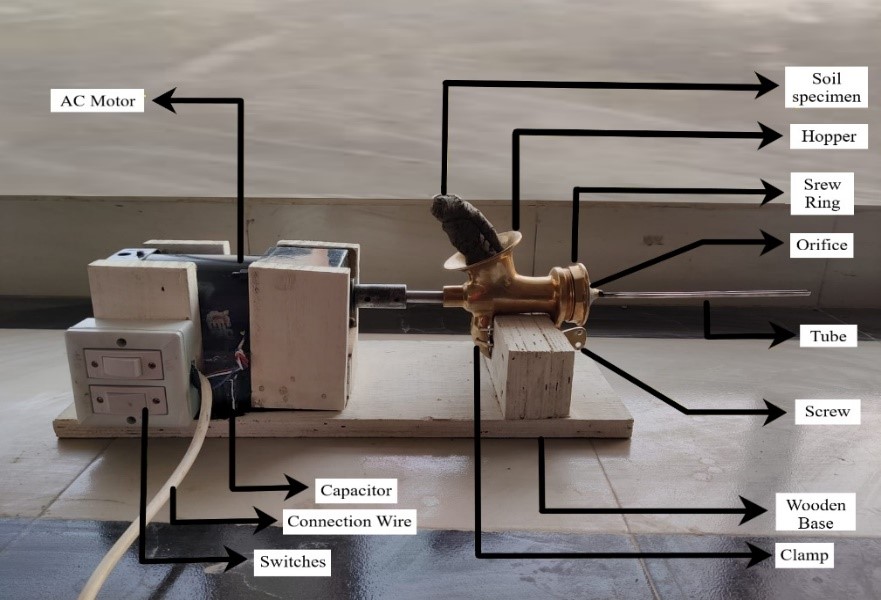 AC Motor
Soil
specimen
Hopper
Srew
Ring
Orifice
Tube
Screw
Capacitor
Connection Wire
Switches
Wooden
Base
Clamp